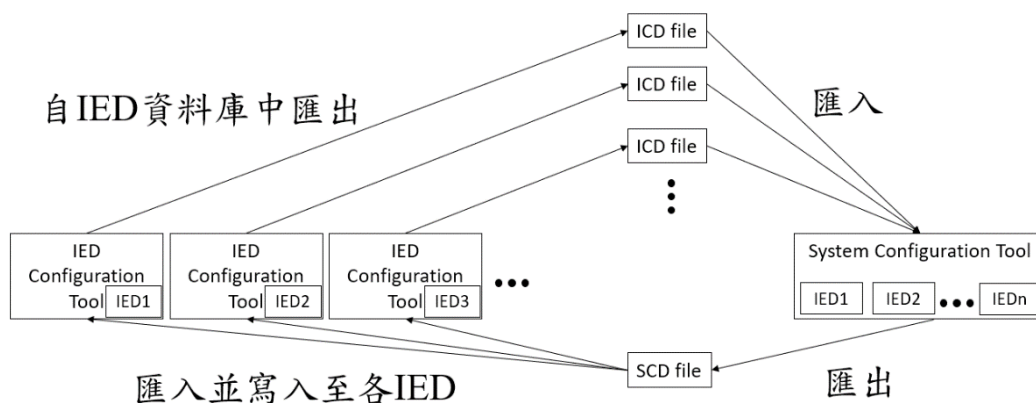 ICD file
ICD file
自IED資料庫中匯出
匯入
ICD file
IED
Configuration
Tool
IED1
IED
Configuration
Tool
IED2
IED
Configuration
Tool
IED3
System Configuration Tool
IED1
IED2
IEDn
SCD file
匯入並寫入至各IED
匯出